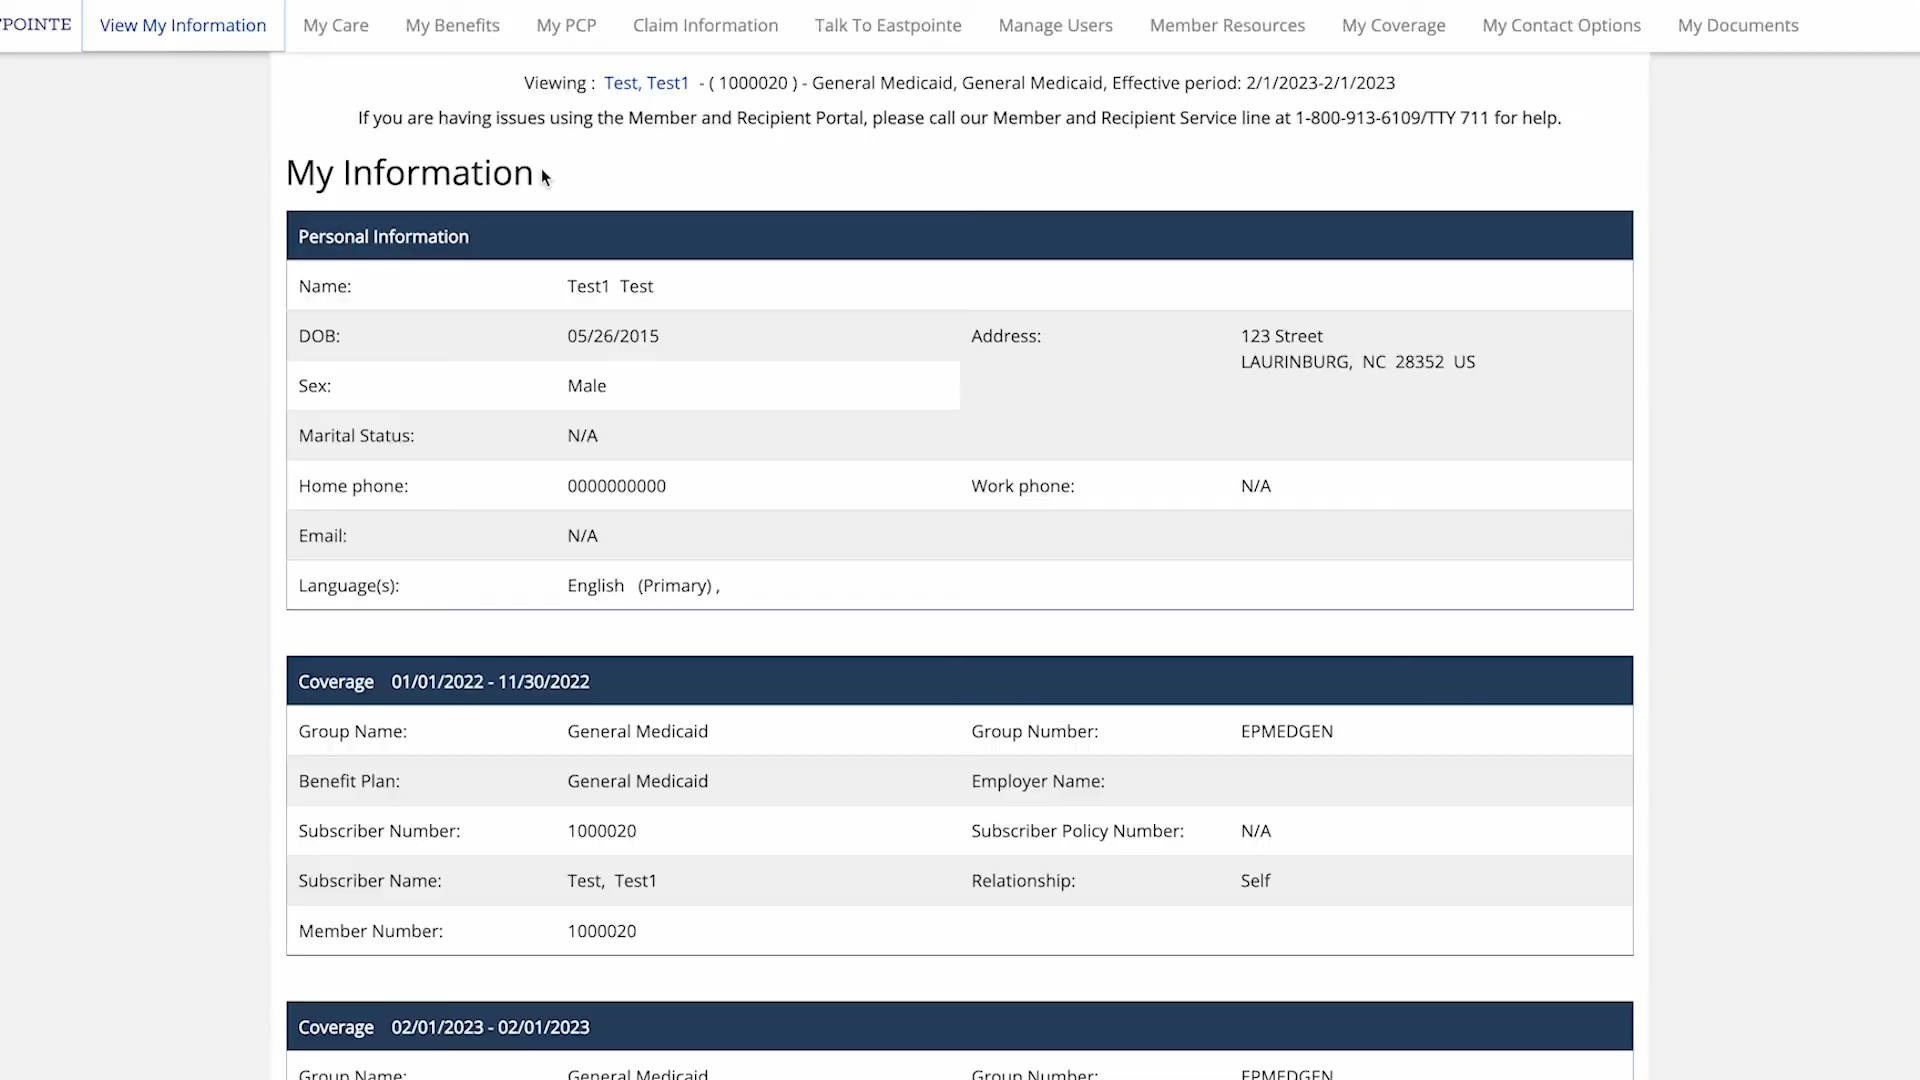 POINTE View My Information My Care My Benefits My PCP Claim Information Talk To Eastpointe Manage Users Member Resources My Coverage My Contact Options My Documents
Viewing : Test, Test1 - ( 1000020 ) - General Medicaid, General Medicaid, Effective period: 2/1/2023-2/1/2023
If you are having issues using the Member and Recipient Portal, please call our Member and Recipient Service line at 1-800-913-6109/TTY 711 for help.
My Information
Personal Information
Name: Test1 Test
DOB: 05/26/2015 Address: 123 Street
LAURINBURG, NC 28352 US
Sex: Male
Marital Status: N/A
Home phone: 0000000000 Work phone: N/A
Email: N/A
Language(s): English (Primary) ,
Coverage 01/01/2022 - 11/30/2022
Group Name: General Medicaid Group Number: EPMEDGEN
Benefit Plan: General Medicaid Employer Name:
Subscriber Number: 1000020 Subscriber Policy Number: N/A
Subscriber Name: Test, Test1 Relationship: Self
Member Number: 1000020
Coverage 02/01/2023 - 02/01/2023
Group Name: General Medicaid Group Number: EPMEDGEN